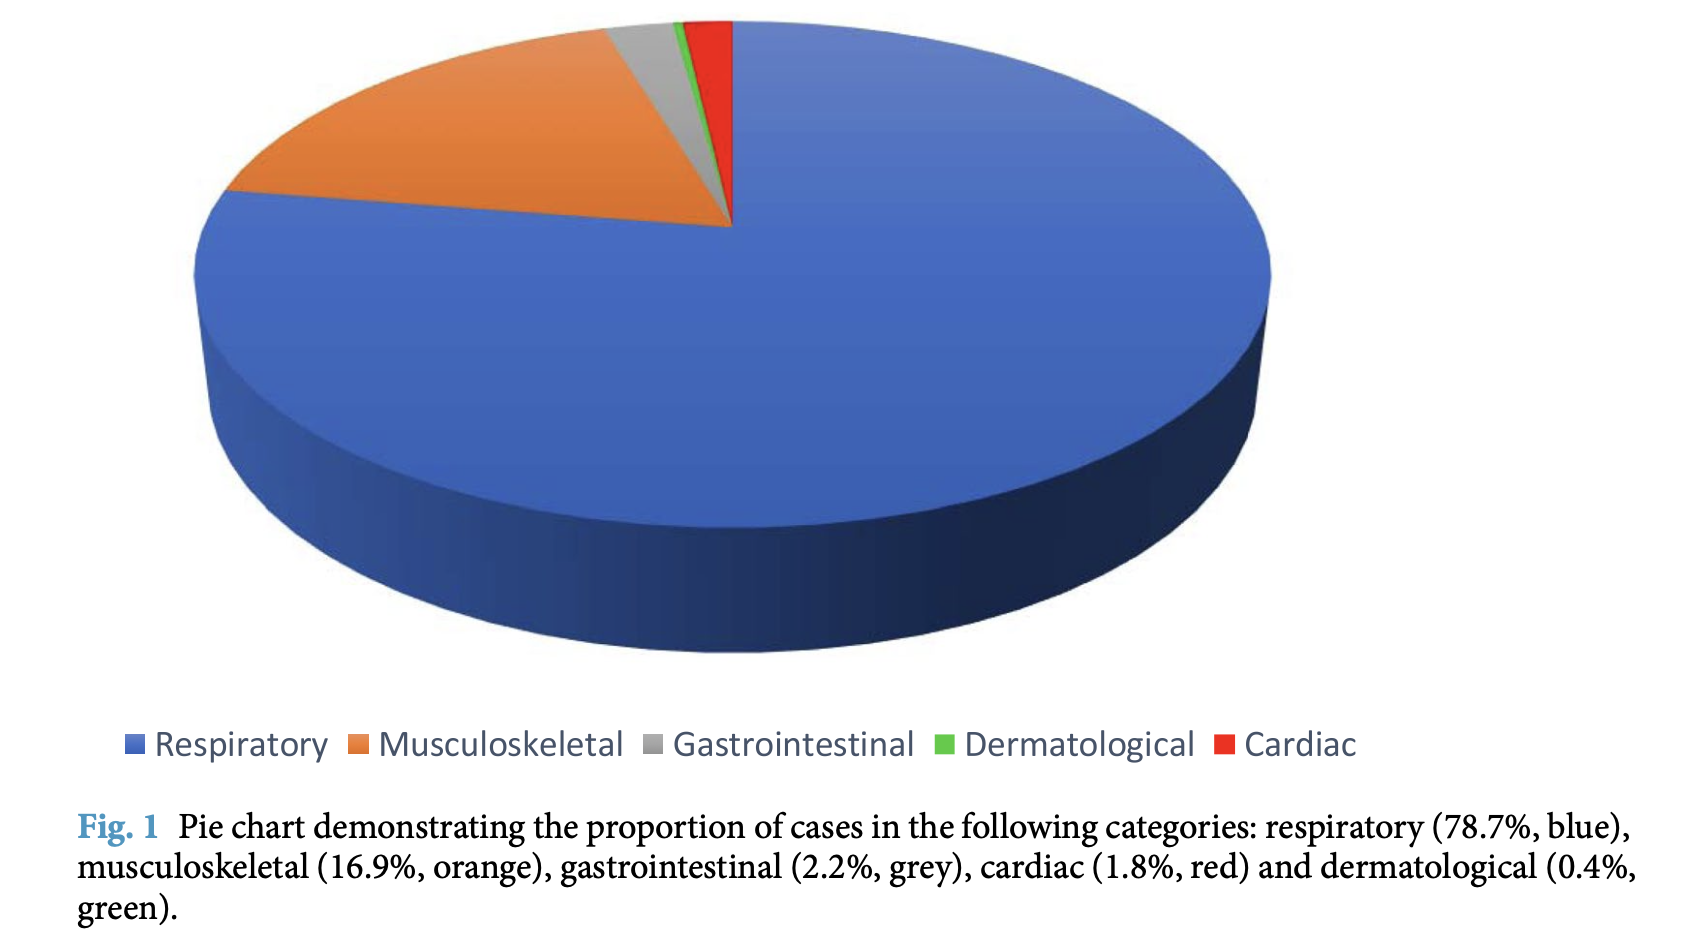 Respiratory Musculoskeletal Gastrointestinal Dermatological Cardiac
Fig. 1 Pie chart demonstrating the proportion of cases in the following categories: respiratory (78.7%, blue),
musculoskeletal (16.9%, orange), gastrointestinal (2.2%, grey), cardiac (1.8%, red) and dermatological (0.4%,
green).